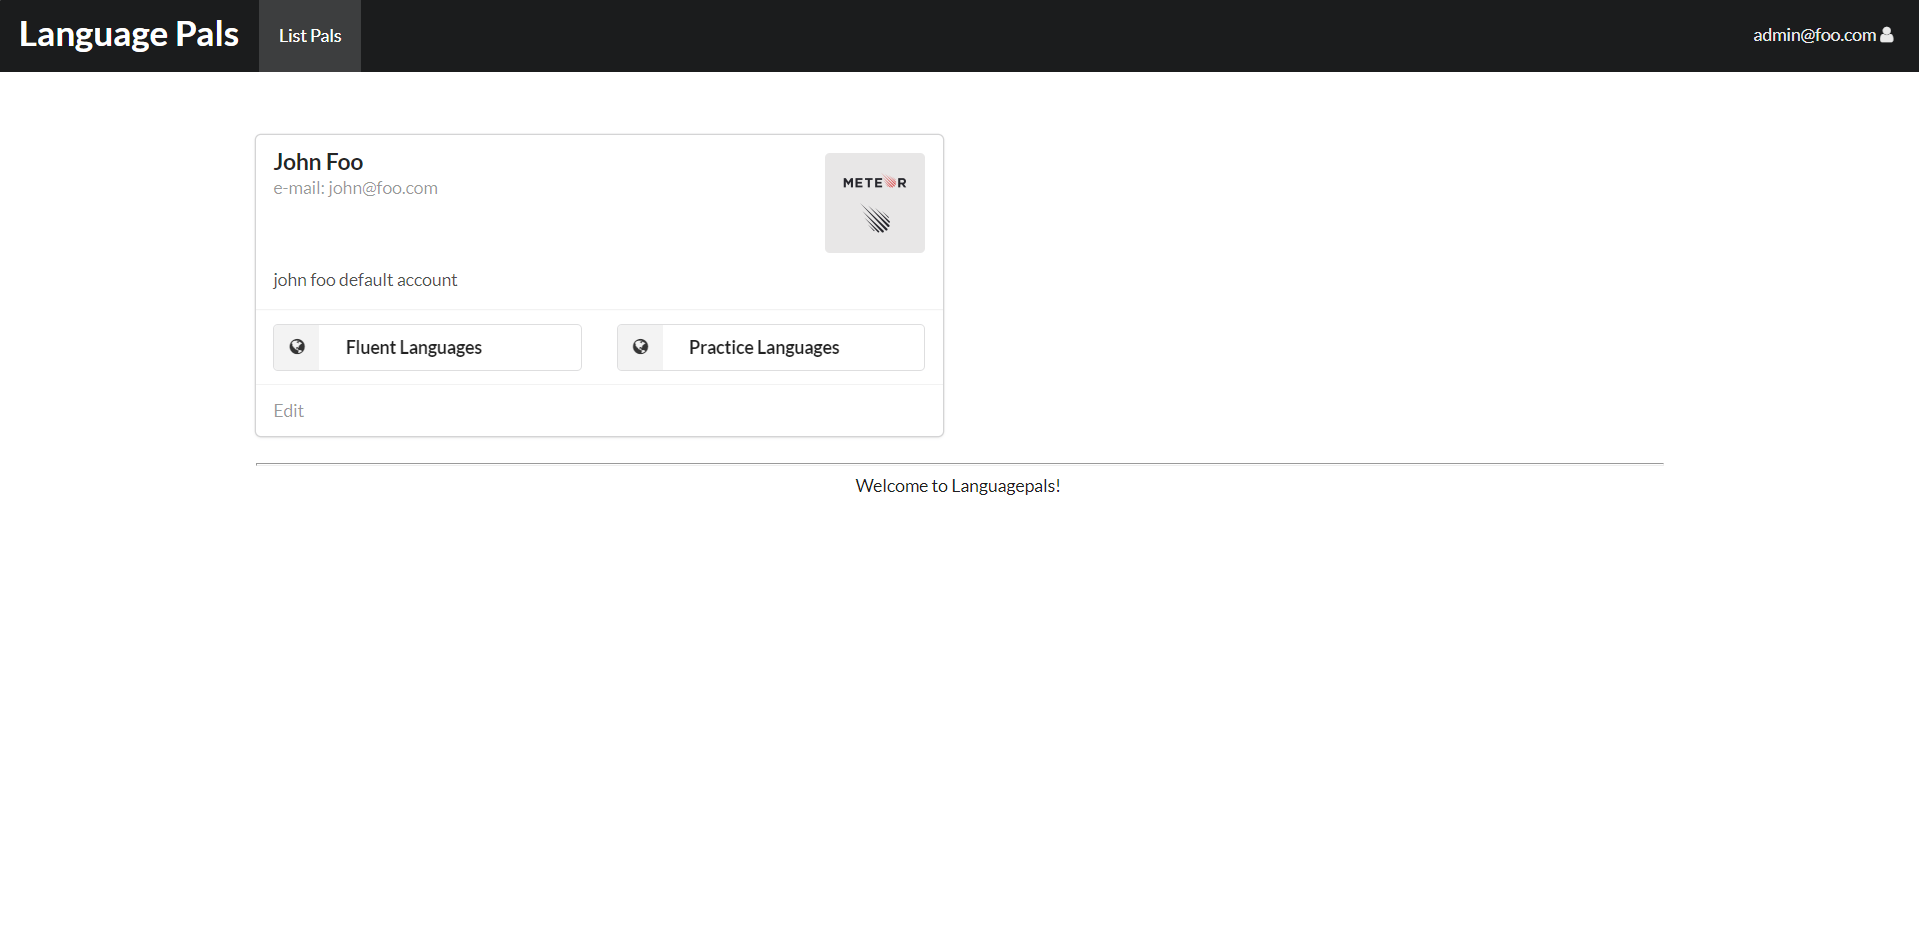 Language Pals
List Pals
admin@foo.com
John Foo
e-mail: john@foo.com
METEOR
john foo default account
Fluent Languages
Practice Languages
Edit
Welcome to Languagepals!